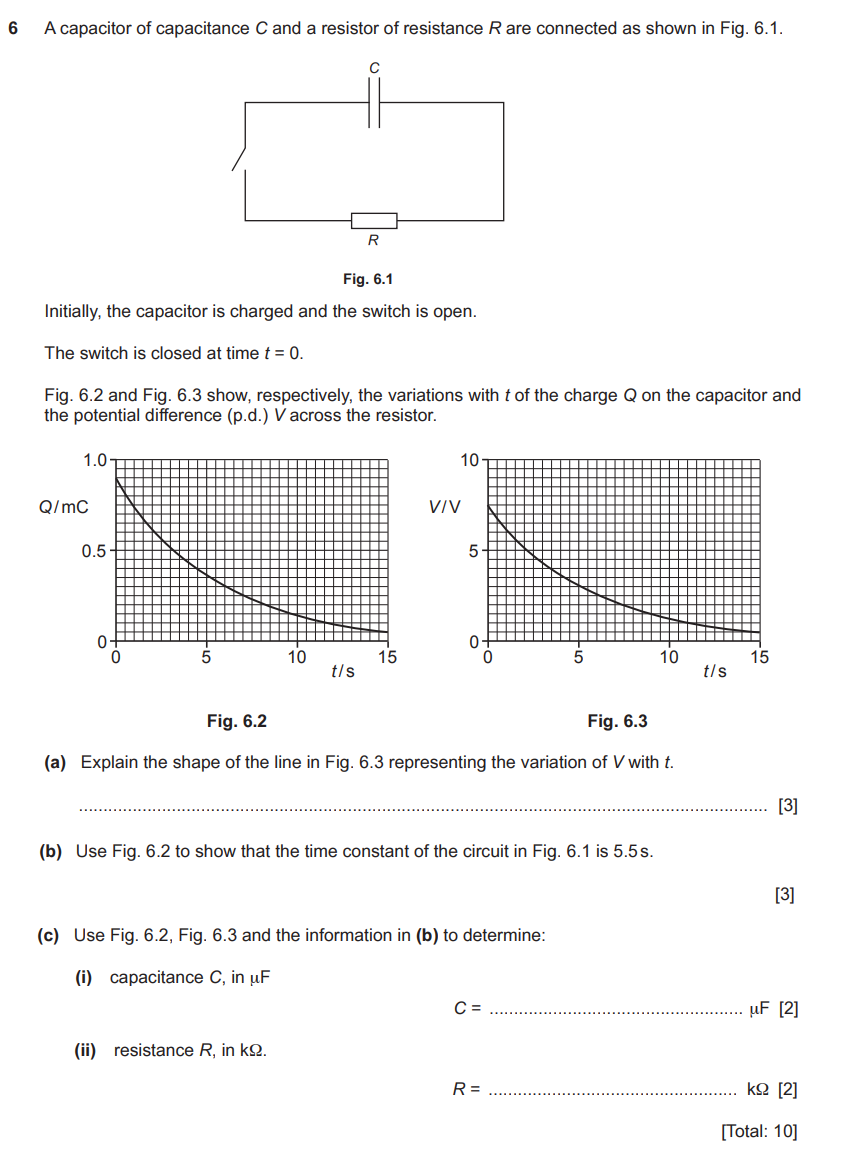 6 A capacitor of capacitance C and a resistor of resistance R are connected as shown in Fig. 6.1.
C
R
Fig. 6.1
Initially, the capacitor is charged and the switch is open.
The switch is closed at time t = 0.
Fig. 6.2 and Fig. 6.3 show, respectively, the variations with t of the charge Q on the capacitor and
the potential difference (p.d.) V across the resistor.
1.0
Q/mC
0.5
0
0 5 10 15
t/s
Fig. 6.2
10
V/V
5
0
0 5 10 15
t/s
Fig. 6.3
(a) Explain the shape of the line in Fig. 6.3 representing the variation of V with t.
.......................................................................................................................................... [3]
(b) Use Fig. 6.2 to show that the time constant of the circuit in Fig. 6.1 is 5.5 s.
[3]
(c) Use Fig. 6.2, Fig. 6.3 and the information in (b) to determine:
(i) capacitance C, in μF
C = ................................................... μF [2]
(ii) resistance R, in kΩ.
R = .................................................. kΩ [2]
[Total: 10]